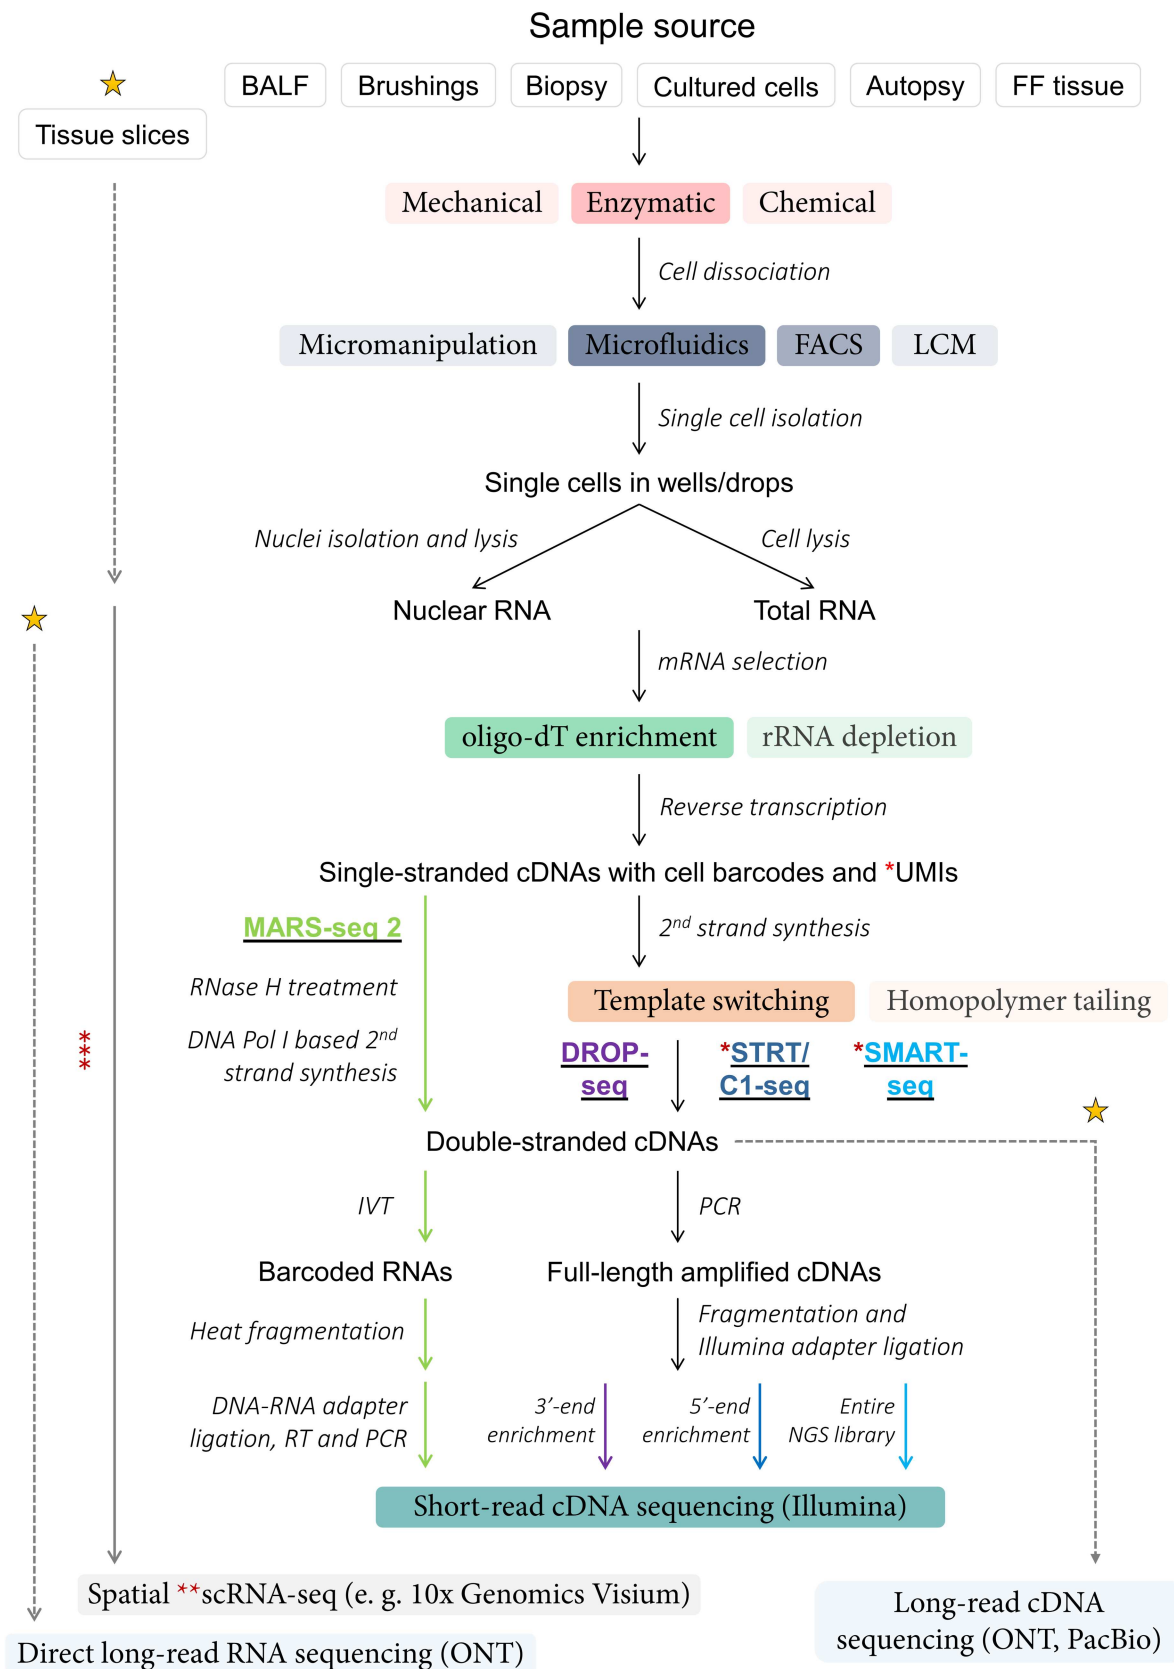 Sample source
BALF
Brushings
Biopsy
Cultured cells
Autopsy
FF tissue
Tissue slices
Mechanical
Enzymatic
Chemical
Cell dissociation
Micromanipulation
Microfluidics
FACS
LCM
Single cell isolation
Single cells in wells/drops
Nuclei isolation and lysis
Cell lysis
Nuclear RNA
Total RNA
mRNA selection
oligo-dT enrichment
rRNA depletion
Reverse transcription
Single-stranded cDNAs with cell barcodes and *UMIs
MARS-seq 2
2nd strand synthesis
RNase H treatment
Template switching
Homopolymer tailing
DNA Pol I based 2nd
strand synthesis
***
DROP-
seq
*STRT/
C1-seq
*SMART-
seq
Double-stranded cDNAs
IVT
PCR
Barcoded RNAs
Full-length amplified cDNAs
Heat fragmentation
Fragmentation and
Illumina adapter ligation
DNA-RNA adapter
ligation, RT and PCR
3’-end
enrichment
5’-end
enrichment
Entire
NGS library
Short-read cDNA sequencing (Illumina)
Spatial **scRNA-seq (e. g. 10x Genomics Visium)
Long-read cDNA
sequencing (ONT, PacBio)
Direct long-read RNA sequencing (ONT)